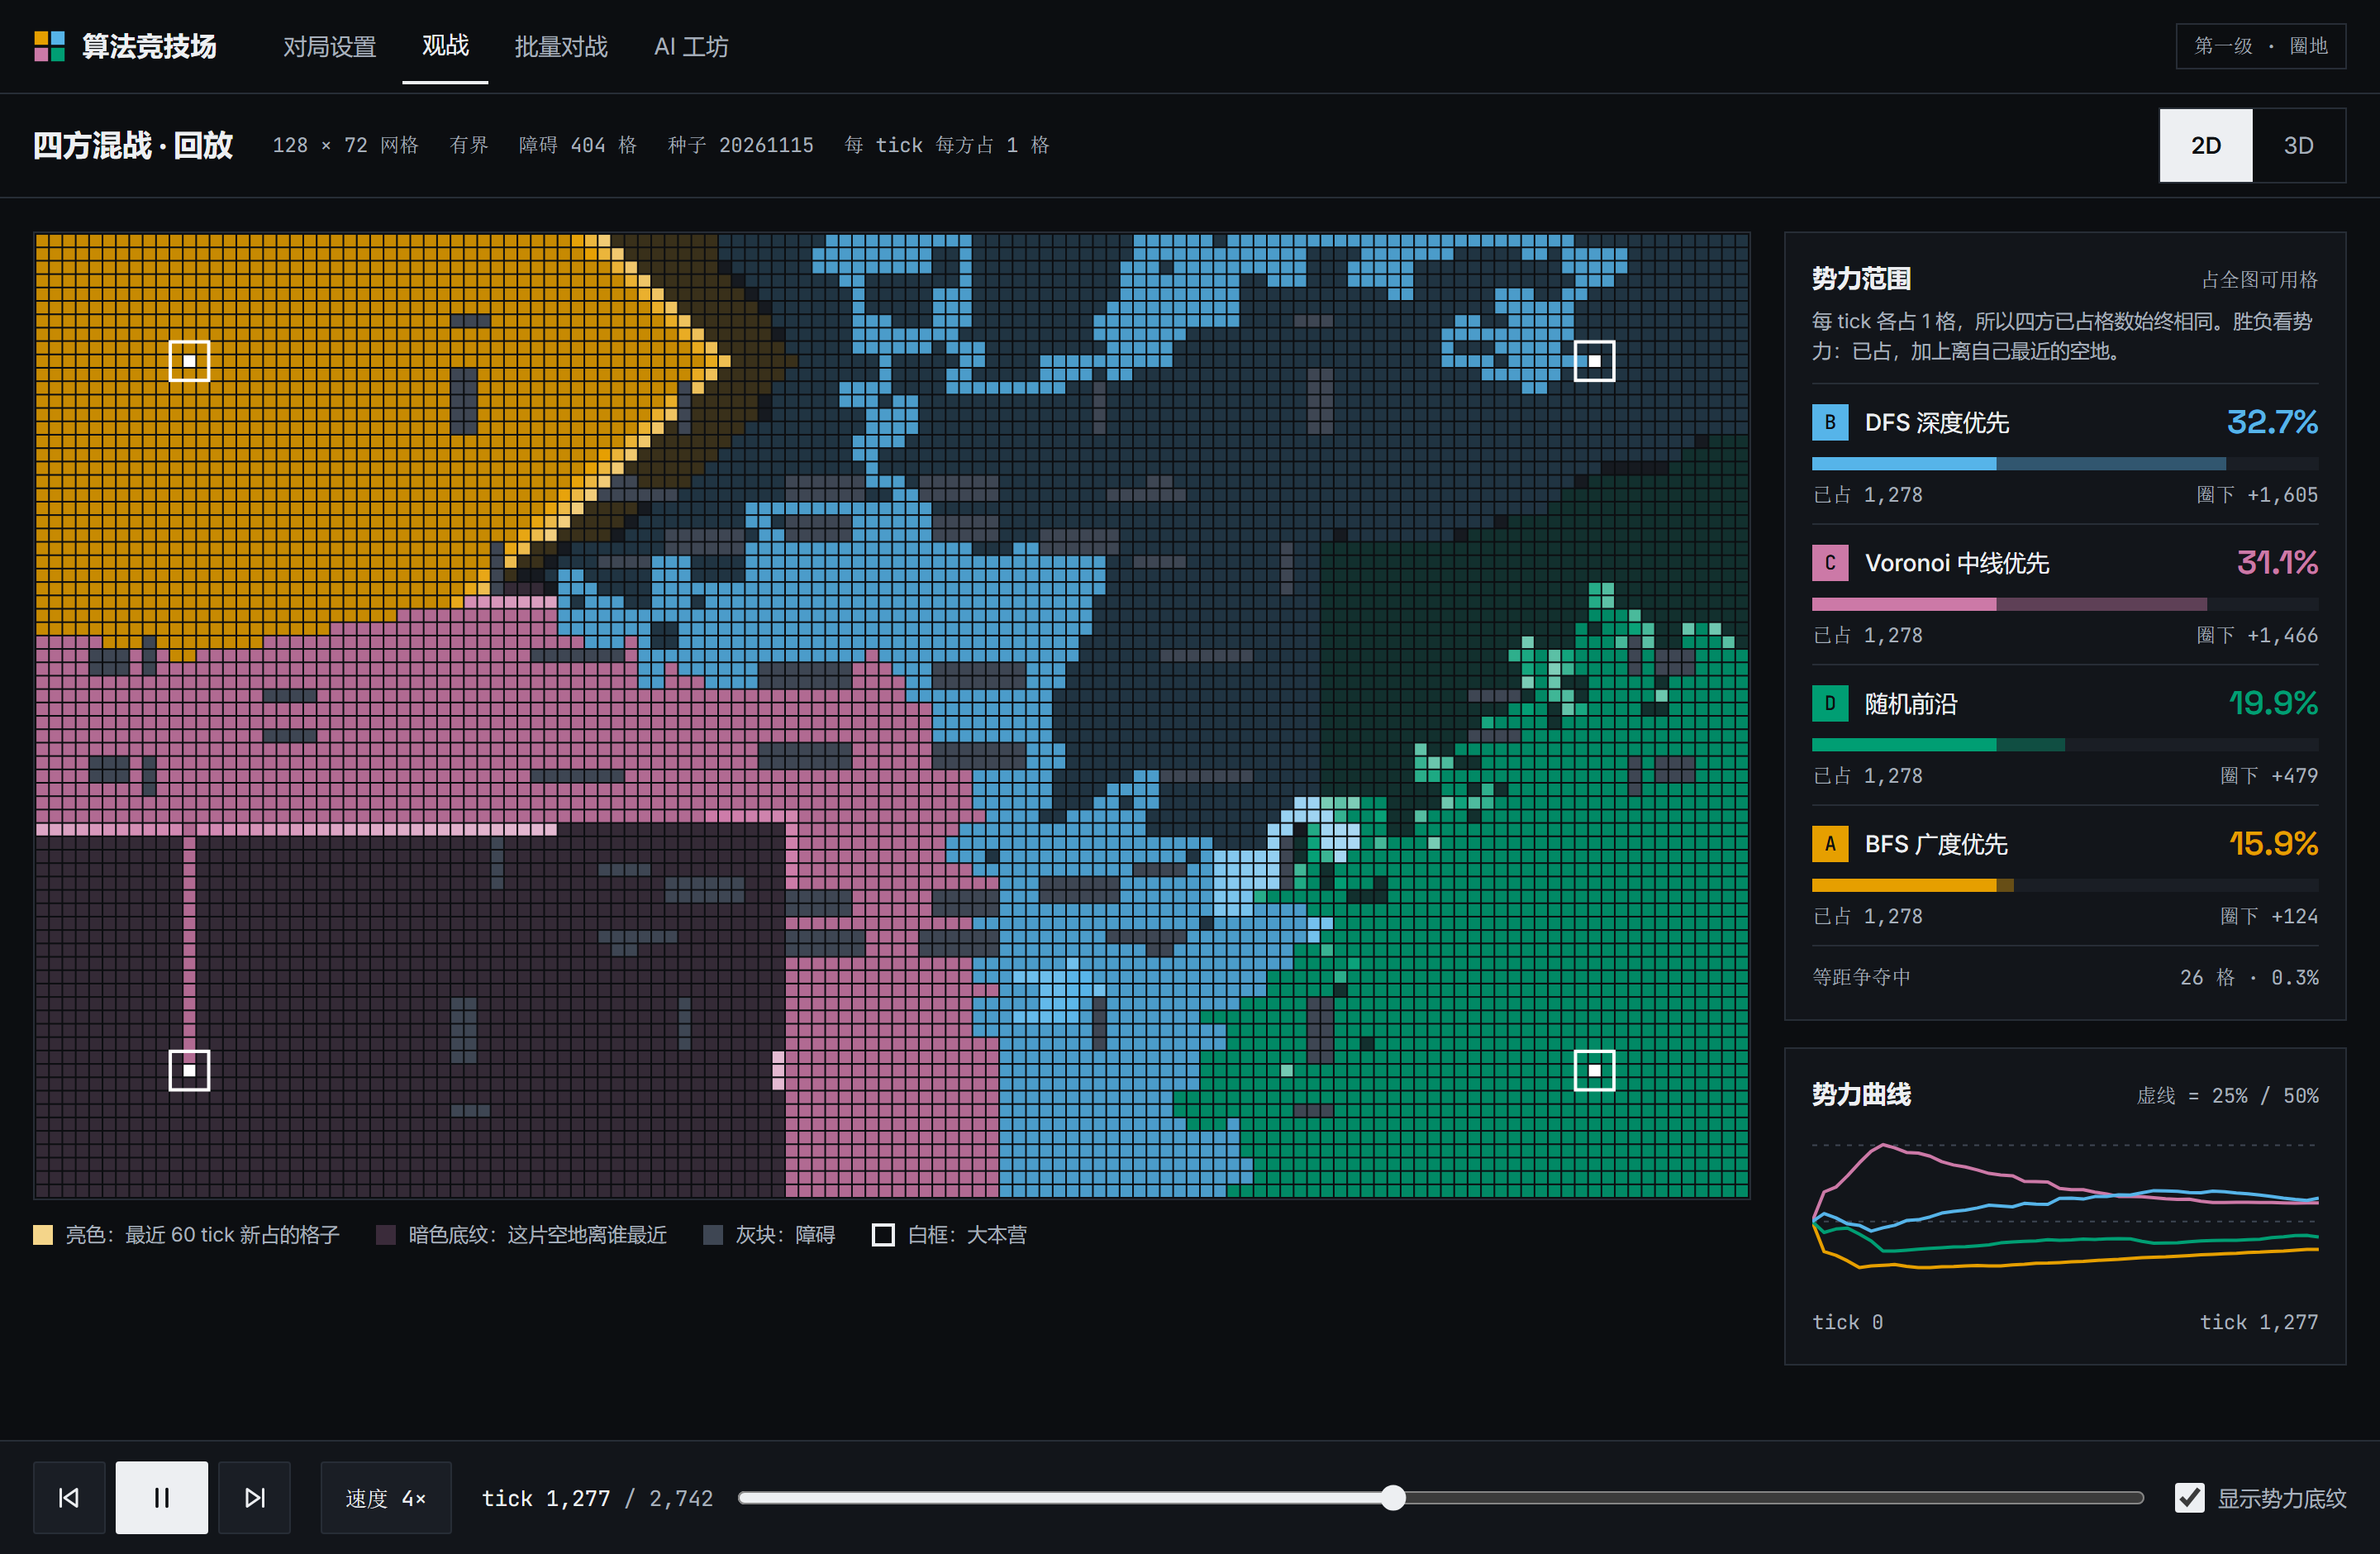 算法竞技场 对局设置 观战 批量对战 AI 工坊 第一级 · 圈地
四方混战·回放 128 × 72 网格 有界 障碍 404 格 种子 20261115 每 tick 每方占 1 格 2D 3D
势力范围 占全图可用格
每 tick 各占 1 格，所以四方已占格数始终相同。胜负看势
力：已占，加上离自己最近的空地。
B DFS 深度优先 32.7%
已占 1,278 圈下 +1,605
C Voronoi 中线优先 31.1%
已占 1,278 圈下 +1,466
D 随机前沿 19.9%
已占 1,278 圈下 +479
A BFS 广度优先 15.9%
已占 1,278 圈下 +124
等距争夺中 26 格 · 0.3%
势力曲线 虚线 = 25% / 50%
tick 0 tick 1,277
亮色：最近 60 tick 新占的格子 暗色底纹：这片空地离谁最近 灰块：障碍 白框：大本营
速度 4× tick 1,277 / 2,742 显示势力底纹